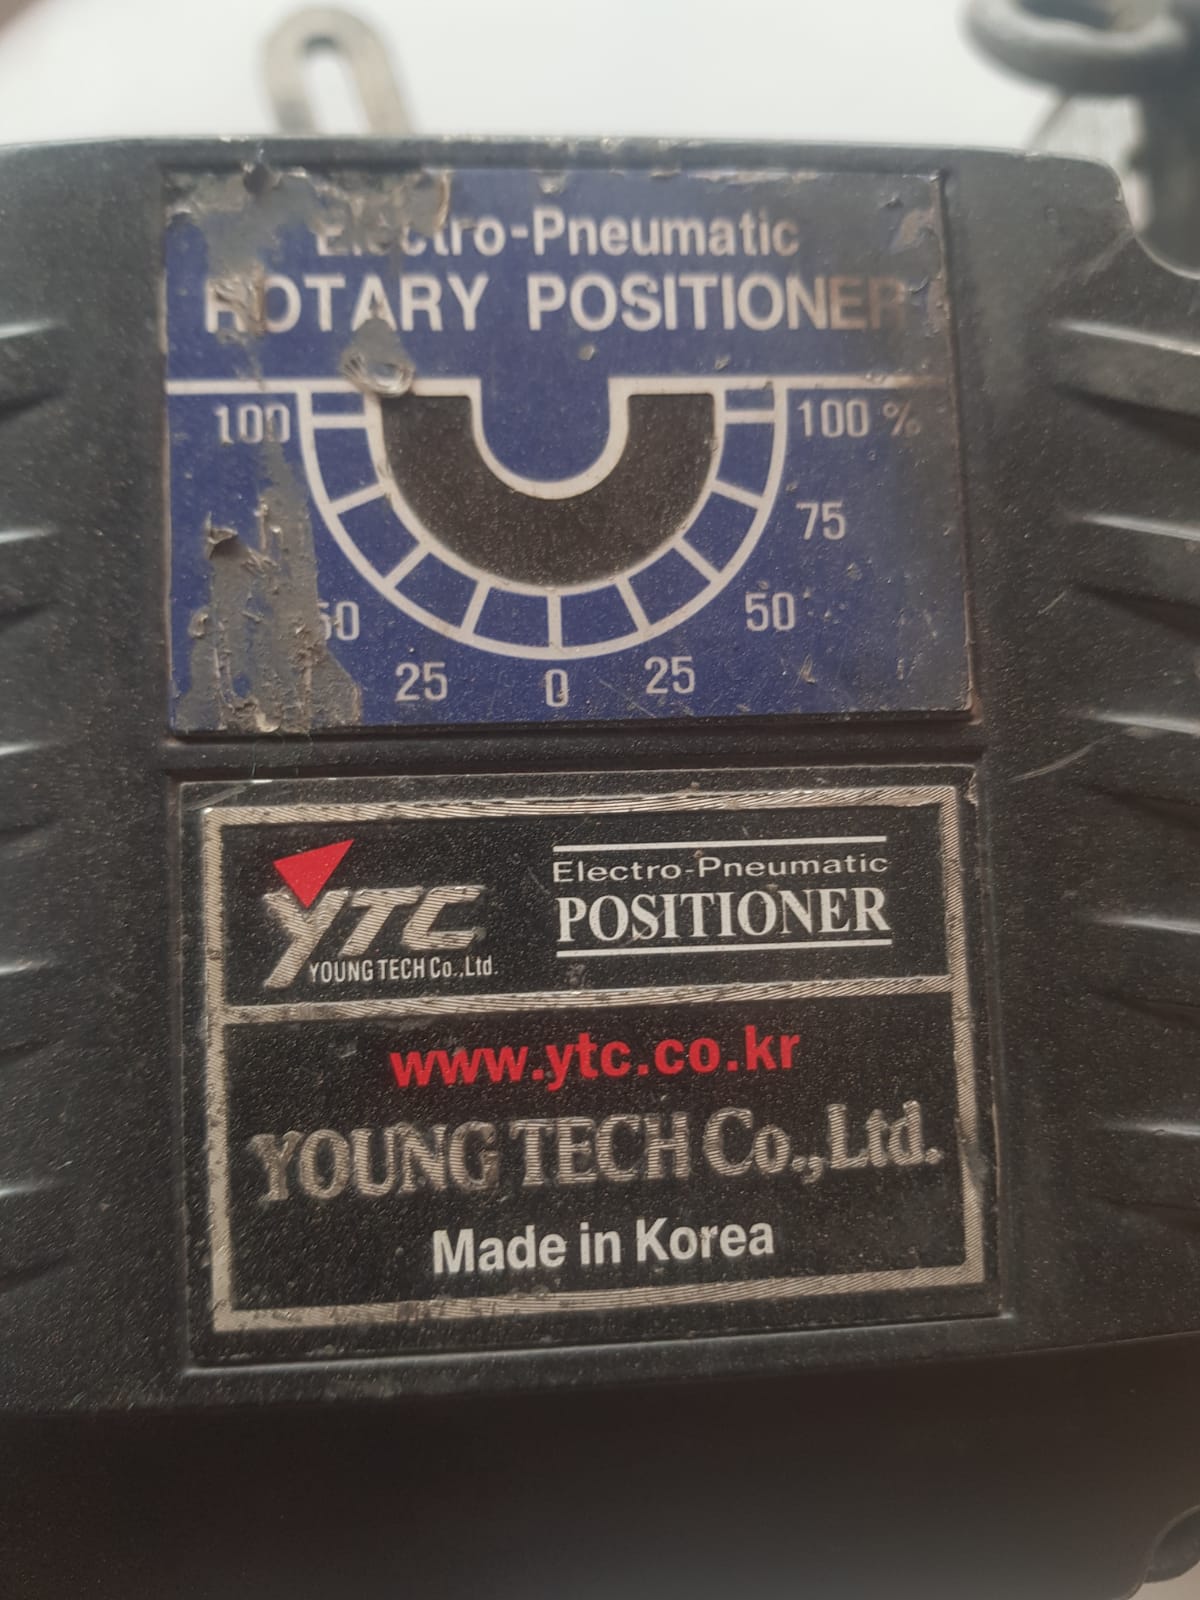 Electro-Pneumatic
ROTARY POSITIONER
100 100 %
75
50 50
25 0 25
YTC
YOUNG TECH Co.,Ltd.
Electro-Pneumatic
POSITIONER
www.ytc.co.kr
YOUNG TECH Co.,Ltd.
Made in Korea